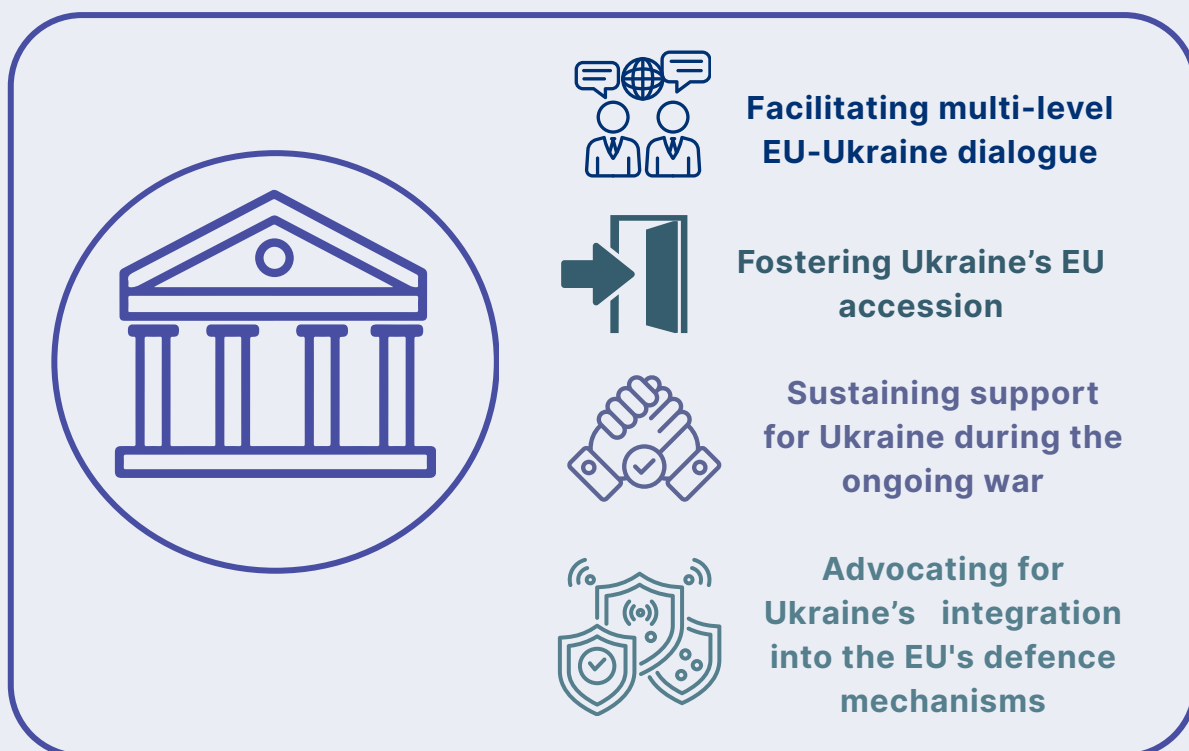 Facilitating multi-level
EU-Ukraine dialogue
Fostering Ukraine’s EU
accession
Sustaining support
for Ukraine during the
ongoing war
Advocating for
Ukraine’s integration
into the EU's defence
mechanisms